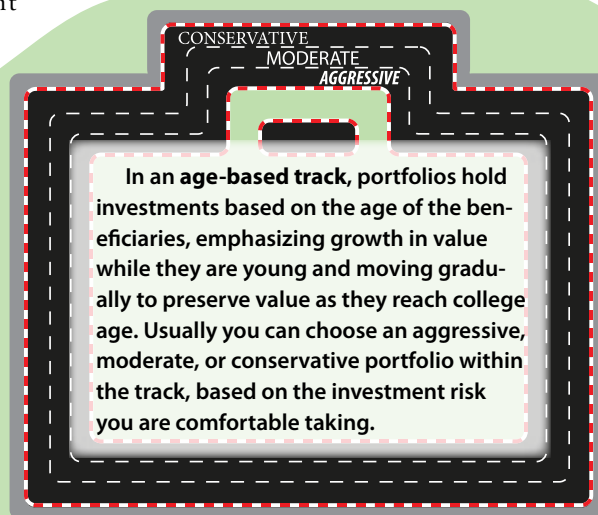 nt
CONSERVATIVE
MODERATE
AGGRESSIVE
In an age-based track, portfolios hold
investments based on the age of the ben-
eficiaries, emphasizing growth in value
while they are young and moving gradu-
ally to preserve value as they reach college
age. Usually you can choose an aggressive,
moderate, or conservative portfolio within
the track, based on the investment risk
you are comfortable taking.